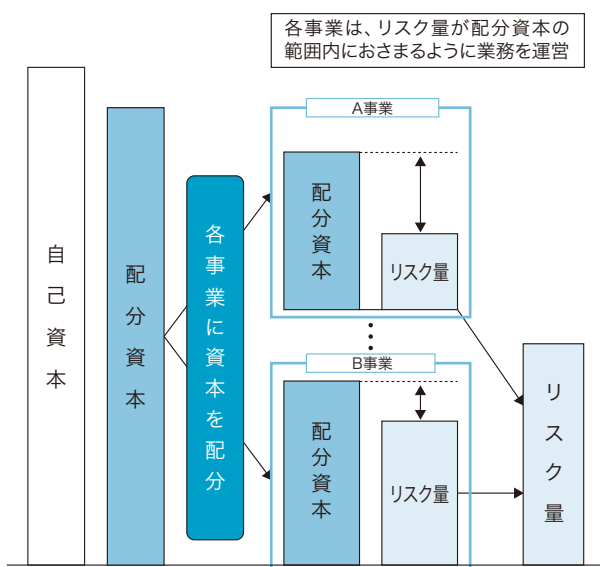 各事業は、リスク量が配分資本の
範囲内におさまるように業務を運営
自己資本
配分資本
各事業に資本を配分
A事業
配分資本
リスク量
B事業
配分資本
リスク量
リスク量